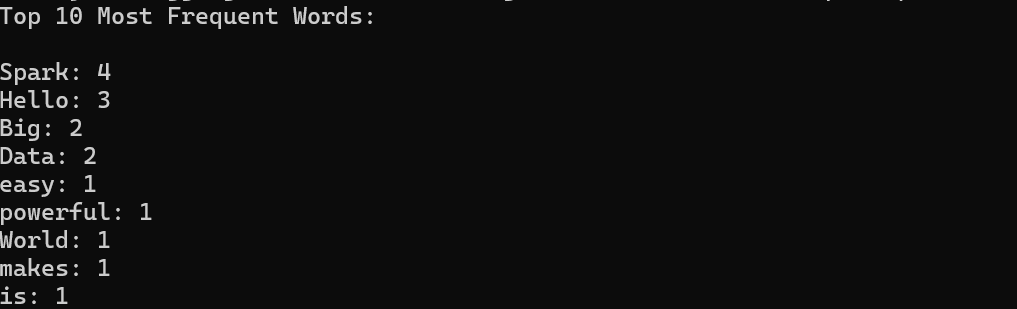 Top 10 Most Frequent Words:
Spark: 4
Hello: 3
Big: 2
Data: 2
easy: 1
powerful: 1
World: 1
makes: 1
is: 1